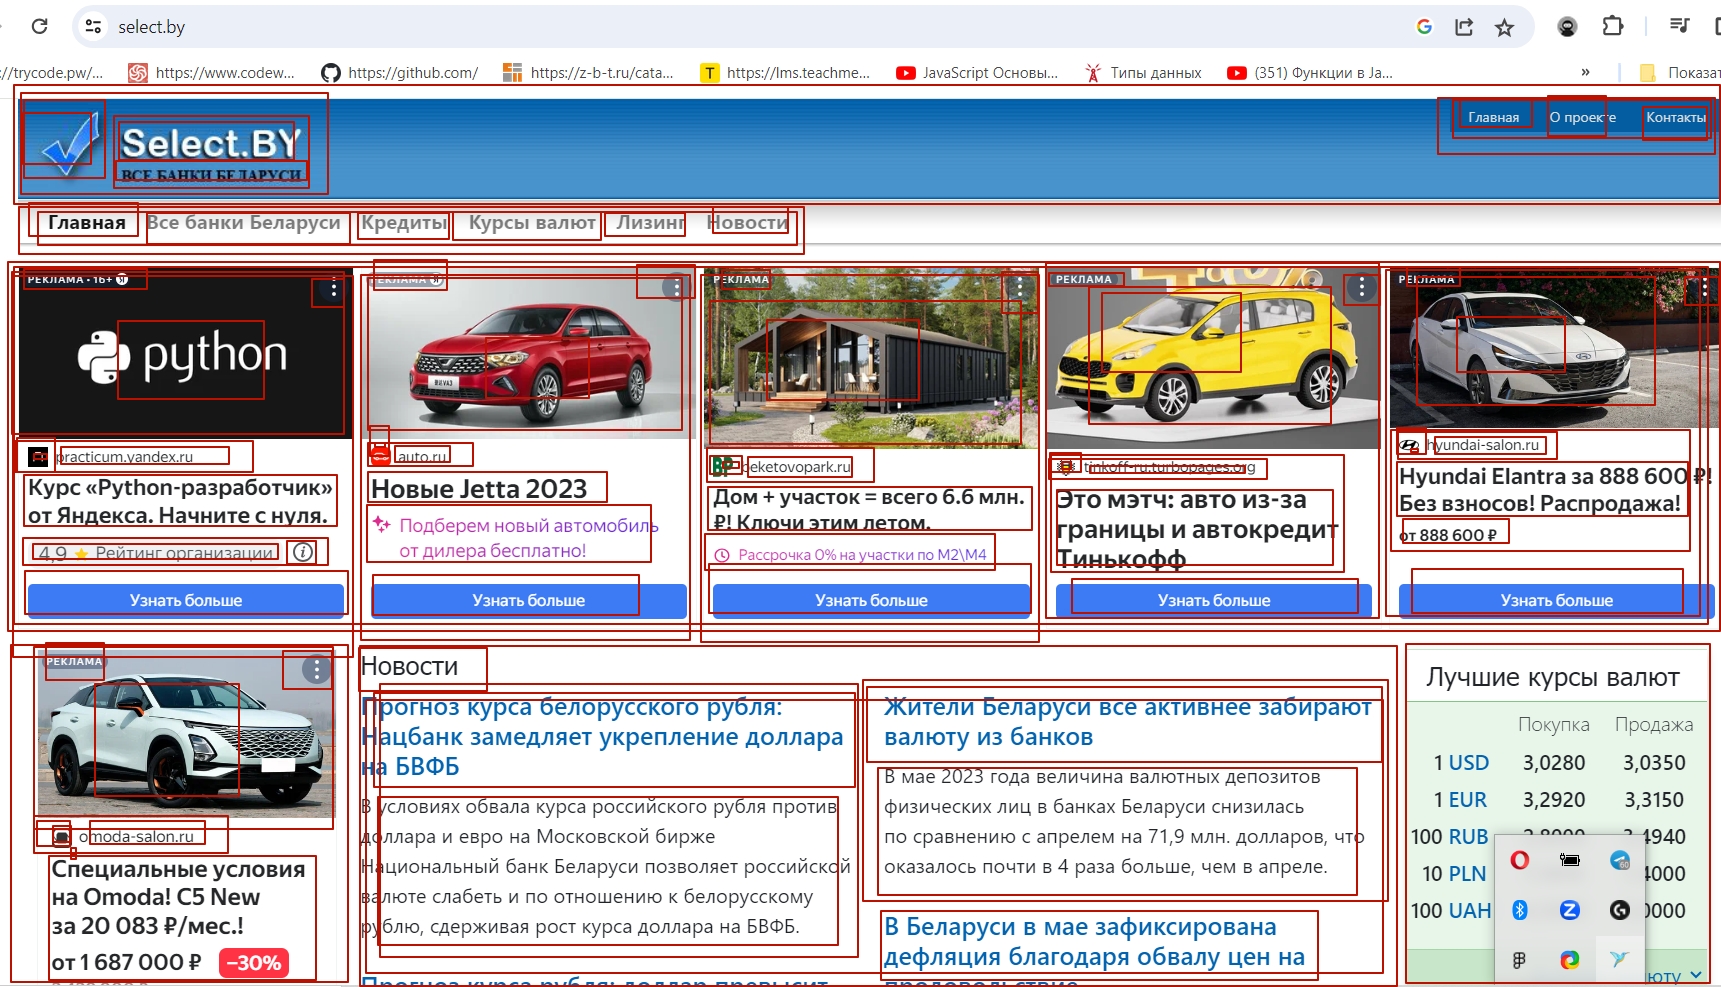 select.by
://trycode.pw/... https://www.codew... https://github.com/ https://z-b-t.ru/cata... https://lms.teachme... JavaScript Основы... Типы данных (351) Функции в Ja... » Показат
Главная О проекте Контакты
Select.BY
ВСЕ БАНКИ БЕЛАРУСИ
Главная Все банки Беларуси Кредиты Курсы валют Лизинг Новости
РЕКЛАМА • 16+
python
practicum.yandex.ru
Курс «Python-разработчик»
от Яндекса. Начните с нуля.
4,9 Рейтинг организации
Узнать больше
РЕКЛАМА
auto.ru
Новые Jetta 2023
Подберем новый автомобиль
от дилера бесплатно!
Узнать больше
РЕКЛАМА
beketovopark.ru
Дом + участок = всего 6.6 млн.
₽! Ключи этим летом.
Рассрочка 0% на участки по М2\М4
Узнать больше
РЕКЛАМА
tinkoff-ru.turbopages.org
Это мэтч: авто из-за
границы и автокредит
Тинькофф
Узнать больше
РЕКЛАМА
hyundai-salon.ru
Hyundai Elantra за 888 600 ₽!
Без взносов! Распродажа!
от 888 600 ₽
Узнать больше
РЕКЛАМА
omoda-salon.ru
Специальные условия
на Omoda! C5 New
за 20 083 ₽/мес.!
от 1 687 000 ₽ –30%
Новости
Прогноз курса белорусского рубля:
Нацбанк замедляет укрепление доллара
на БВФБ
В условиях обвала курса российского рубля против
доллара и евро на Московской бирже
Национальный банк Беларуси позволяет российской
валюте слабеть и по отношению к белорусскому
рублю, сдерживая рост курса доллара на БВФБ.
Прогноз курса рубля: доллар превысит
Жители Беларуси все активнее забирают
валюту из банков
В мае 2023 года величина валютных депозитов
физических лиц в банках Беларуси снизилась
по сравнению с апрелем на 71,9 млн. долларов, что
оказалось почти в 4 раза больше, чем в апреле.
В Беларуси в мае зафиксирована
дефляция благодаря обвалу цен на
продовольствие
Лучшие курсы валют
Покупка Продажа
1 USD 3,0280 3,0350
1 EUR 3,2920 3,3150
100 RUB 3,4940
10 PLN 4000
100 UAH 0000